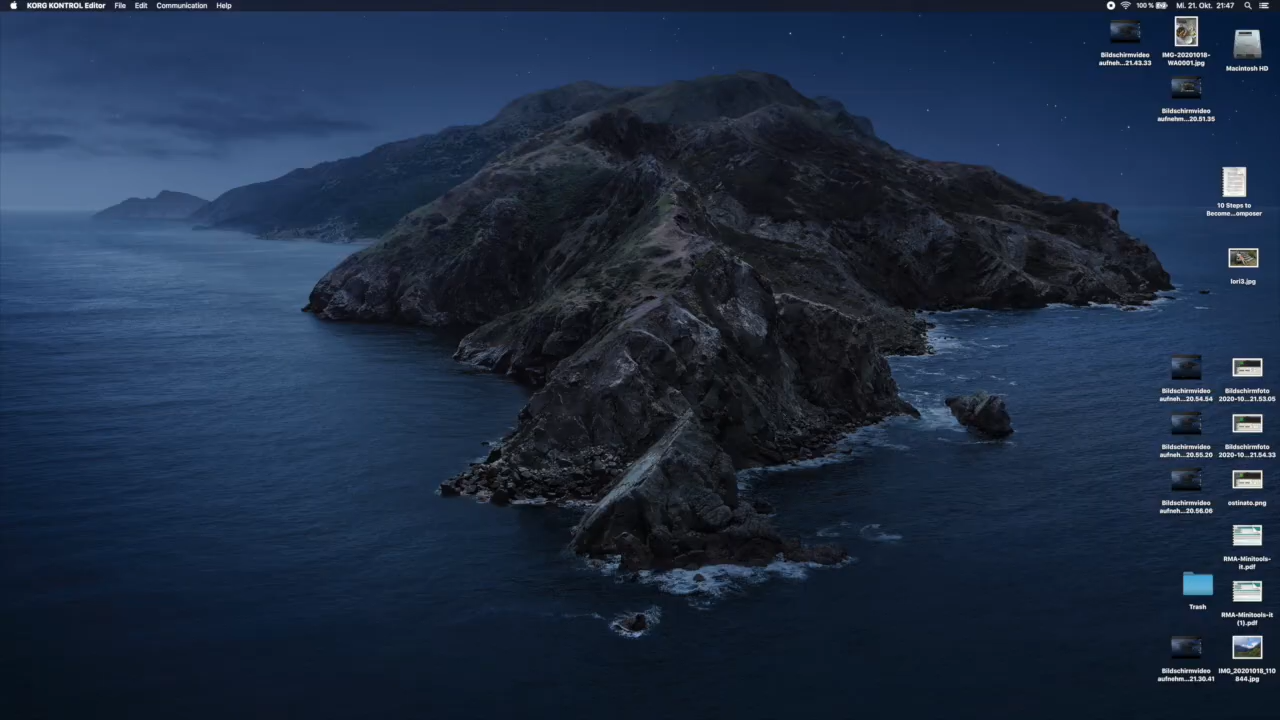 KORG KONTROL Editor File Edit Communication Help
100 % Mi. 21. Okt. 21:47
Bildschirmvideo
aufneh...21.43.33
IMG-20201018-
WA0001.jpg
Macintosh HD
Bildschirmvideo
aufnehm...20.51.35
10 Steps to
Become...omposer
lori3.jpg
Bildschirmvideo
aufneh...20.54.54
Bildschirmfoto
2020-10...21.53.05
Bildschirmvideo
aufneh...20.55.20
Bildschirmfoto
2020-10...21.54.33
Bildschirmvideo
aufneh...20.56.06
ostinato.png
RMA-Minitools-
it.pdf
Trash
RMA-Minitools-it
(1).pdf
Bildschirmvideo
aufneh...21.30.41
IMG_20201018_110
844.jpg